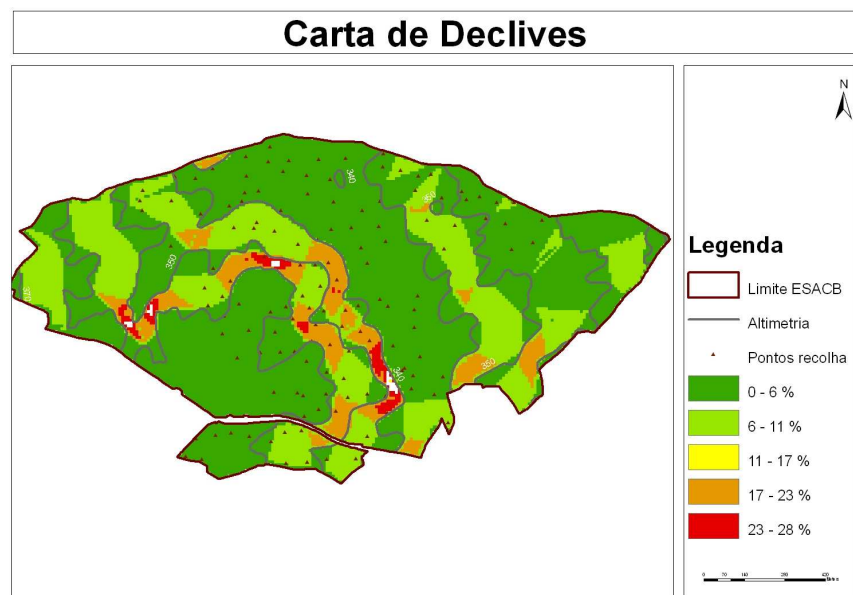 Carta de Declives
N
340
350
350
310
340
350
Legenda
Limite ESACB
Altimetria
Pontos recolha
0 - 6 %
6 - 11 %
11 - 17 %
17 - 23 %
23 - 28 %